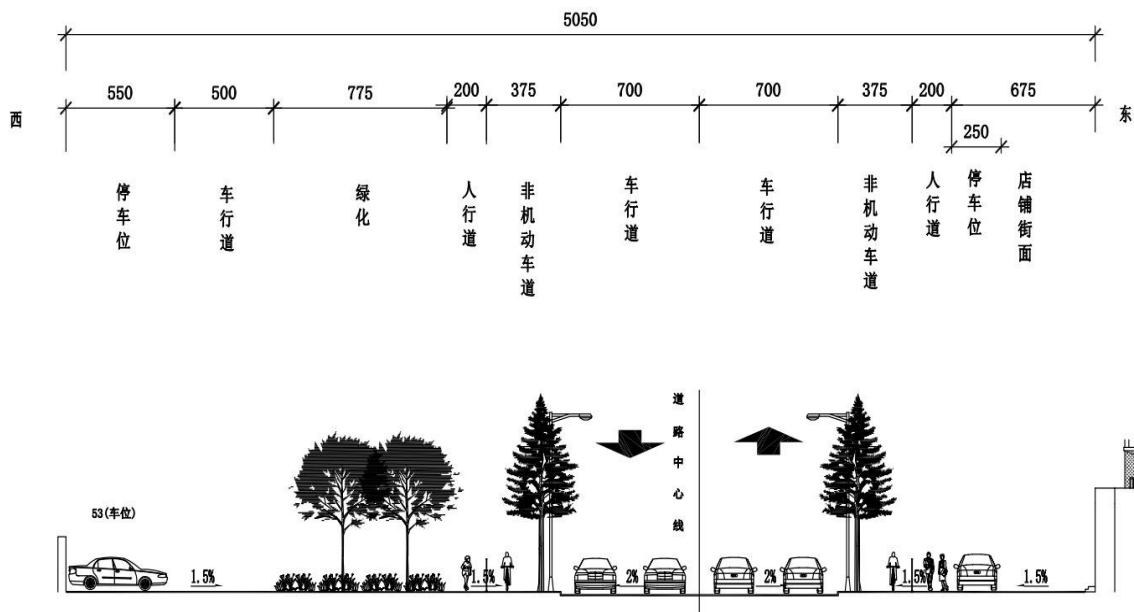 5050
550
500
775
200
375
700
700
375
200
675
250
西
东
停车位
车行道
绿化
人行道
非机动车道
车行道
车行道
非机动车道
人行道
停车位
店铺街面
道路中心线
53(车位)
1.5%
1.5%
2%
2%
1.5%
1.5%